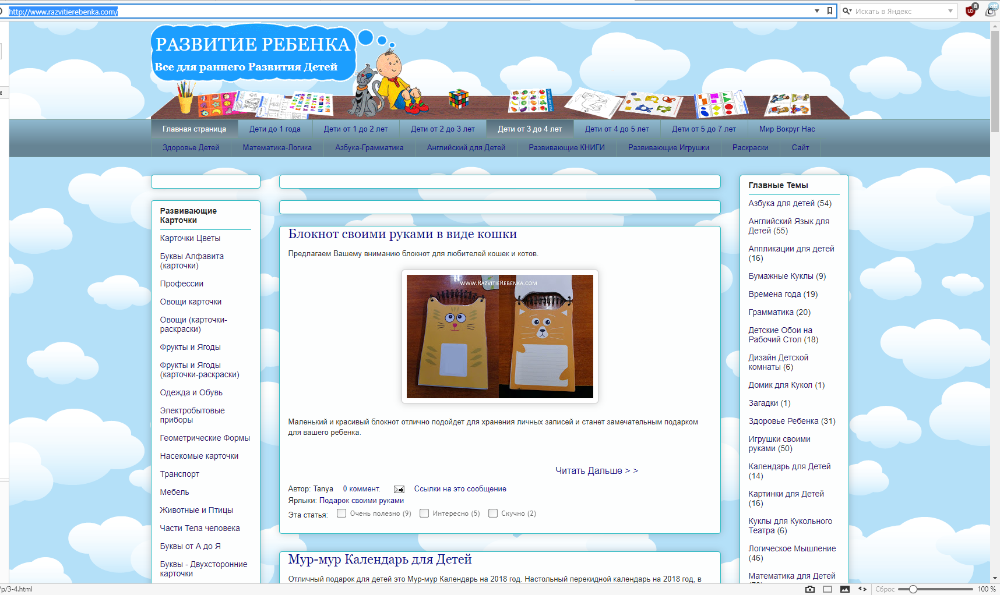 http://www.razvitierebenka.com/
Искать в Яндекс
8
off
РАЗВИТИЕ РЕБЕНКА
Все для раннего Развития Детей
Главная страница
Дети до 1 года
Дети от 1 до 2 лет
Дети от 2 до 3 лет
Дети от 3 до 4 лет
Дети от 4 до 5 лет
Дети от 5 до 7 лет
Мир Вокруг Нас
Здоровье Детей
Математика-Логика
Азбука-Грамматика
Английский для Детей
Развивающие КНИГИ
Развивающие Игрушки
Раскраски
Сайт
Развивающие
Карточки
Карточки Цветы
Буквы Алфавита
(карточки)
Профессии
Овощи карточки
Овощи (карточки-
раскраски)
Фрукты и Ягоды
Фрукты и Ягоды
(карточки-раскраски)
Одежда и Обувь
Электробытовые
приборы
Геометрические Формы
Насекомые карточки
Транспорт
Мебель
Животные и Птицы
Части Тела человека
Буквы от А до Я
Буквы - Двухсторонние
карточки
Блокнот своими руками в виде кошки
Предлагаем Вашему вниманию блокнот для любителей кошек и котов.
www.RazvitieRebenka.com
Маленький и красивый блокнот отлично подойдет для хранения личных записей и станет замечательным подарком
для вашего ребенка.
Читать Дальше > >
Автор: Tanya 0 коммент. Ссылки на это сообщение
Ярлыки: Подарок своими руками
Эта статья: Очень полезно (9) Интересно (5) Скучно (2)
Мур-мур Календарь для Детей
Отличный подарок для детей это Мур-мур Календарь на 2018 год. Настольный перекидной календарь на 2018 год, в
Главные Темы
Азбука для детей (54)
Английский Язык для
Детей (55)
Аппликации для детей
(16)
Бумажные Куклы (9)
Времена года (19)
Грамматика (20)
Детские Обои на
Рабочий Стол (18)
Дизайн Детской
комнаты (6)
Домик для Кукол (1)
Загадки (1)
Здоровье Ребенка (31)
Игрушки своими
руками (50)
Календарь для Детей
(14)
Картинки для Детей
(16)
Куклы для Кукольного
Театра (6)
Логическое Мышление
(46)
Математика для Детей
/p/3-4.html
Сброс
100 %